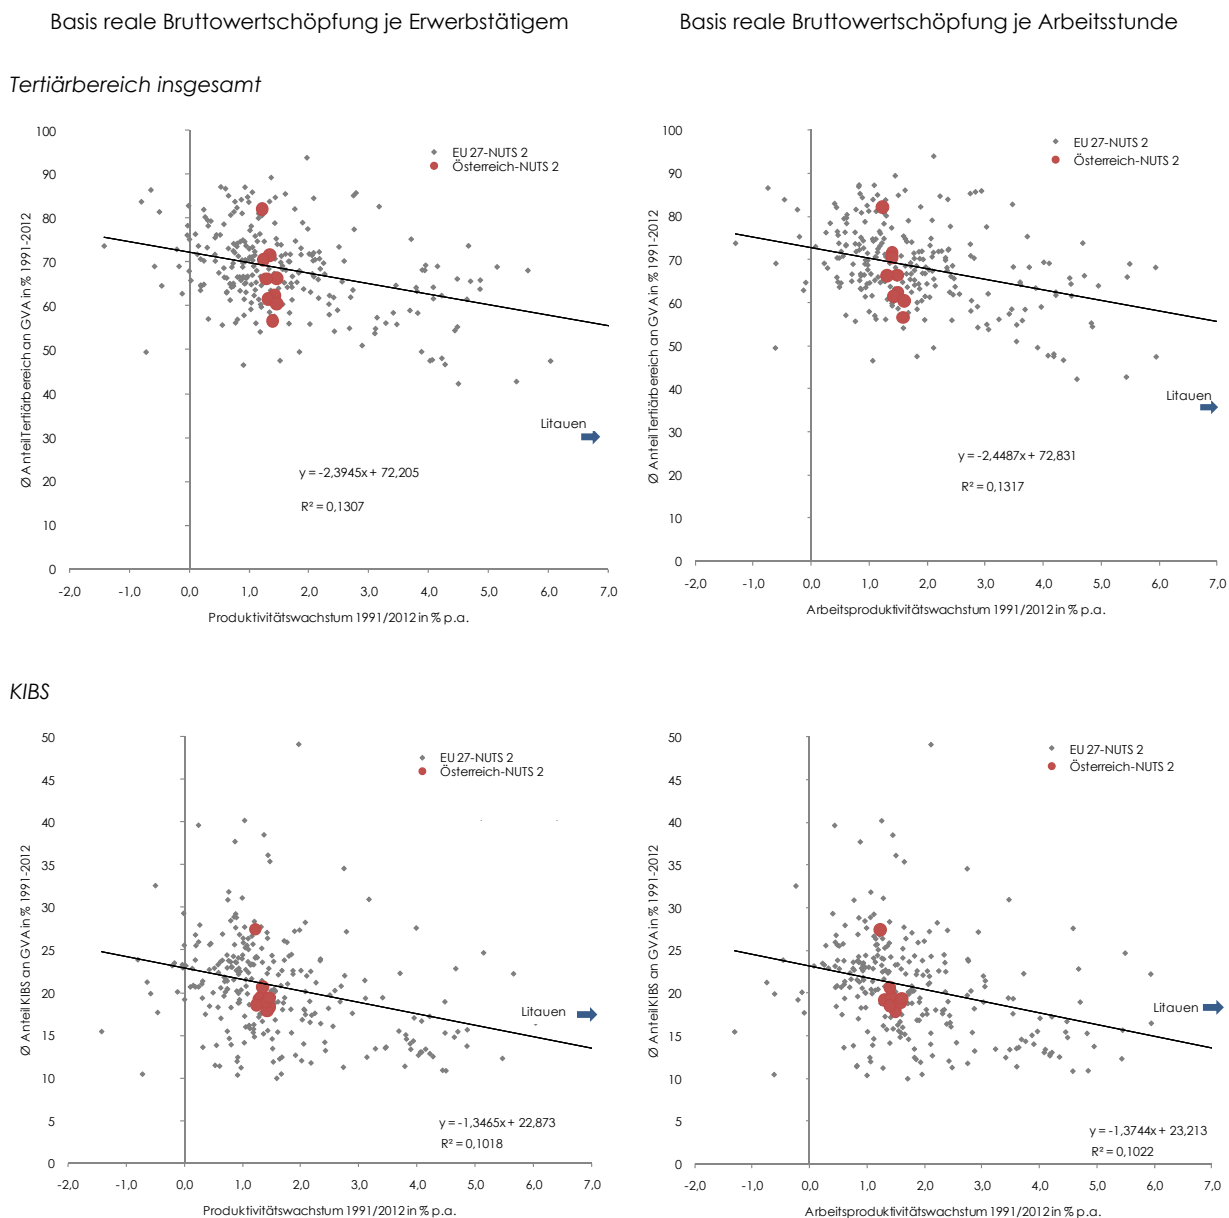 Basis reale Bruttowertschöpfung je Erwerbstätigem
Basis reale Bruttowertschöpfung je Arbeitsstunde
Tertiärbereich insgesamt
Ø Anteil Tertiärbereich an GVA in % 1991-2012
100
90
80
70
60
50
40
30
20
10
0
EU 27-NUTS 2
Österreich-NUTS 2
Litauen
y = -2,3945x + 72,205
R² = 0,1307
-2,0 -1,0 0,0 1,0 2,0 3,0 4,0 5,0 6,0 7,0
Produktivitätswachstum 1991/2012 in % p.a.
Ø Anteil Tertiärbereich an GVA in % 1991-2012
100
90
80
70
60
50
40
30
20
10
0
EU 27-NUTS 2
Österreich-NUTS 2
Litauen
y = -2,4487x + 72,831
R² = 0,1317
-2,0 -1,0 0,0 1,0 2,0 3,0 4,0 5,0 6,0 7,0
Arbeitsproduktivitätswachstum 1991/2012 in % p.a.
KIBS
Ø Anteil KIBS an GVA in % 1991-2012
50
45
40
35
30
25
20
15
10
5
0
EU 27-NUTS 2
Österreich-NUTS 2
Litauen
y = -1,3465x + 22,873
R² = 0,1018
-2,0 -1,0 0,0 1,0 2,0 3,0 4,0 5,0 6,0 7,0
Produktivitätswachstum 1991/2012 in % p.a.
Ø Anteil KIBS an GVA in % 1991-2012
50
45
40
35
30
25
20
15
10
5
0
EU 27-NUTS 2
Österreich-NUTS 2
Litauen
y = -1,3744x + 23,213
R² = 0,1022
-2,0 -1,0 0,0 1,0 2,0 3,0 4,0 5,0 6,0 7,0
Arbeitsproduktivitätswachstum 1991/2012 in % p.a.